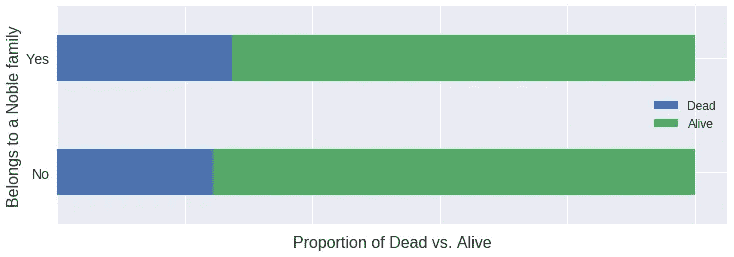 Belongs to a Noble family
Yes
No
Dead
Alive
Proportion of Dead vs. Alive